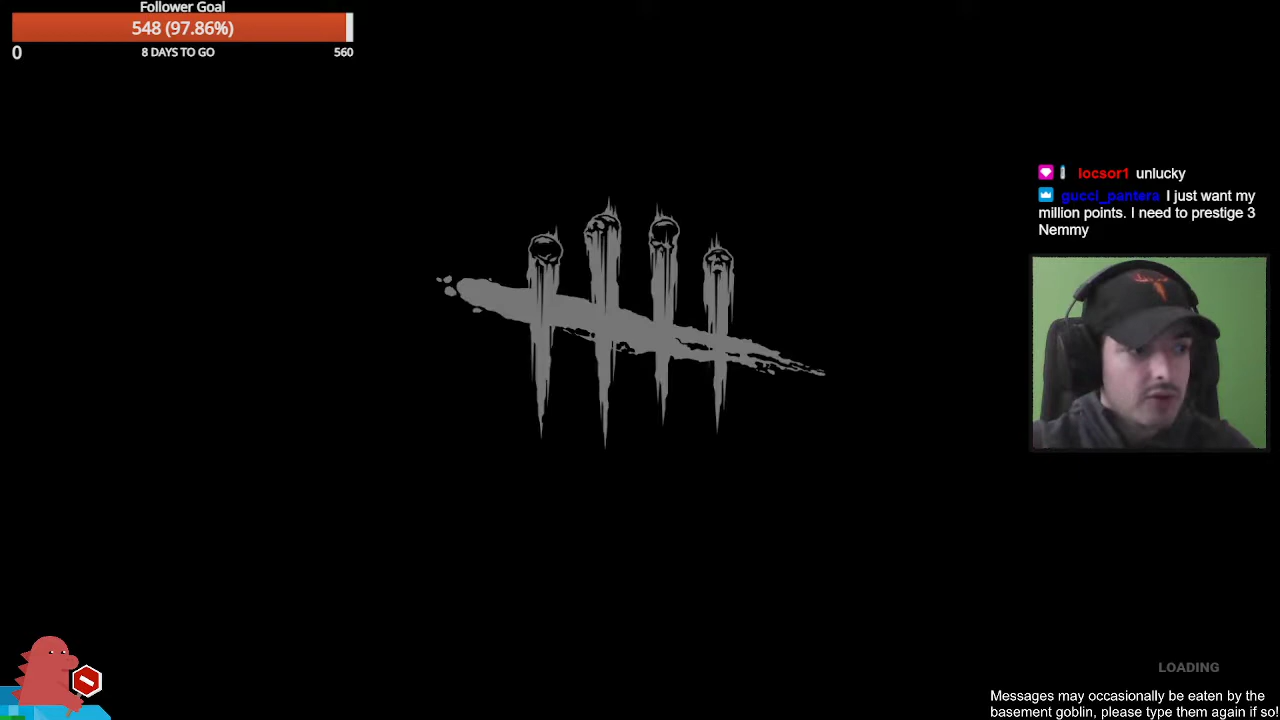 Follower Goal
548 (97.86%)
0
8 DAYS TO GO
560
locsor1 unlucky
gucci_pantera I just want my
million points. I need to prestige 3
Nemmy
LOADING
Messages may occasionally be eaten by the
basement goblin, please type them again if so!